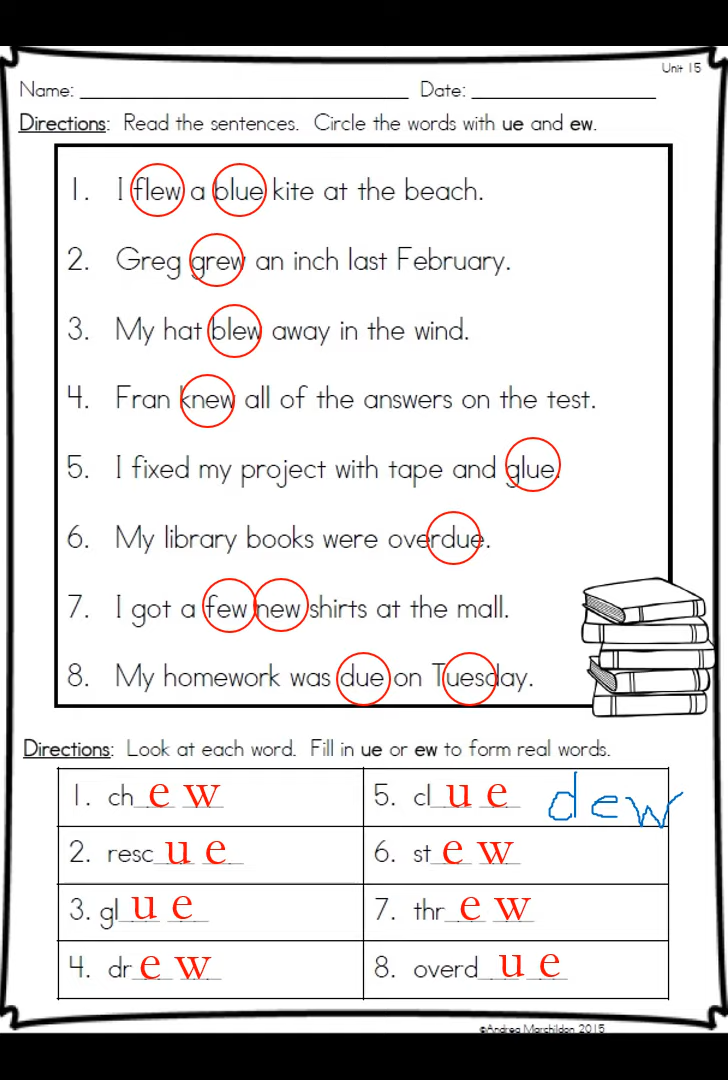 Unit 15
Name: Date:
Directions: Read the sentences. Circle the words with ue and ew.
1. I flew a blue kite at the beach.
2. Greg grew an inch last February.
3. My hat blew away in the wind.
4. Fran knew all of the answers on the test.
5. I fixed my project with tape and glue.
6. My library books were overdue.
7. I got a few new shirts at the mall.
8. My homework was due on Tuesday.
Directions: Look at each word. Fill in ue or ew to form real words.
1. chew
5. clue dew
2. rescue
6. stew
3. glue
7. threw
4. drew
8. overdue
©Andrea Marchildon 2015